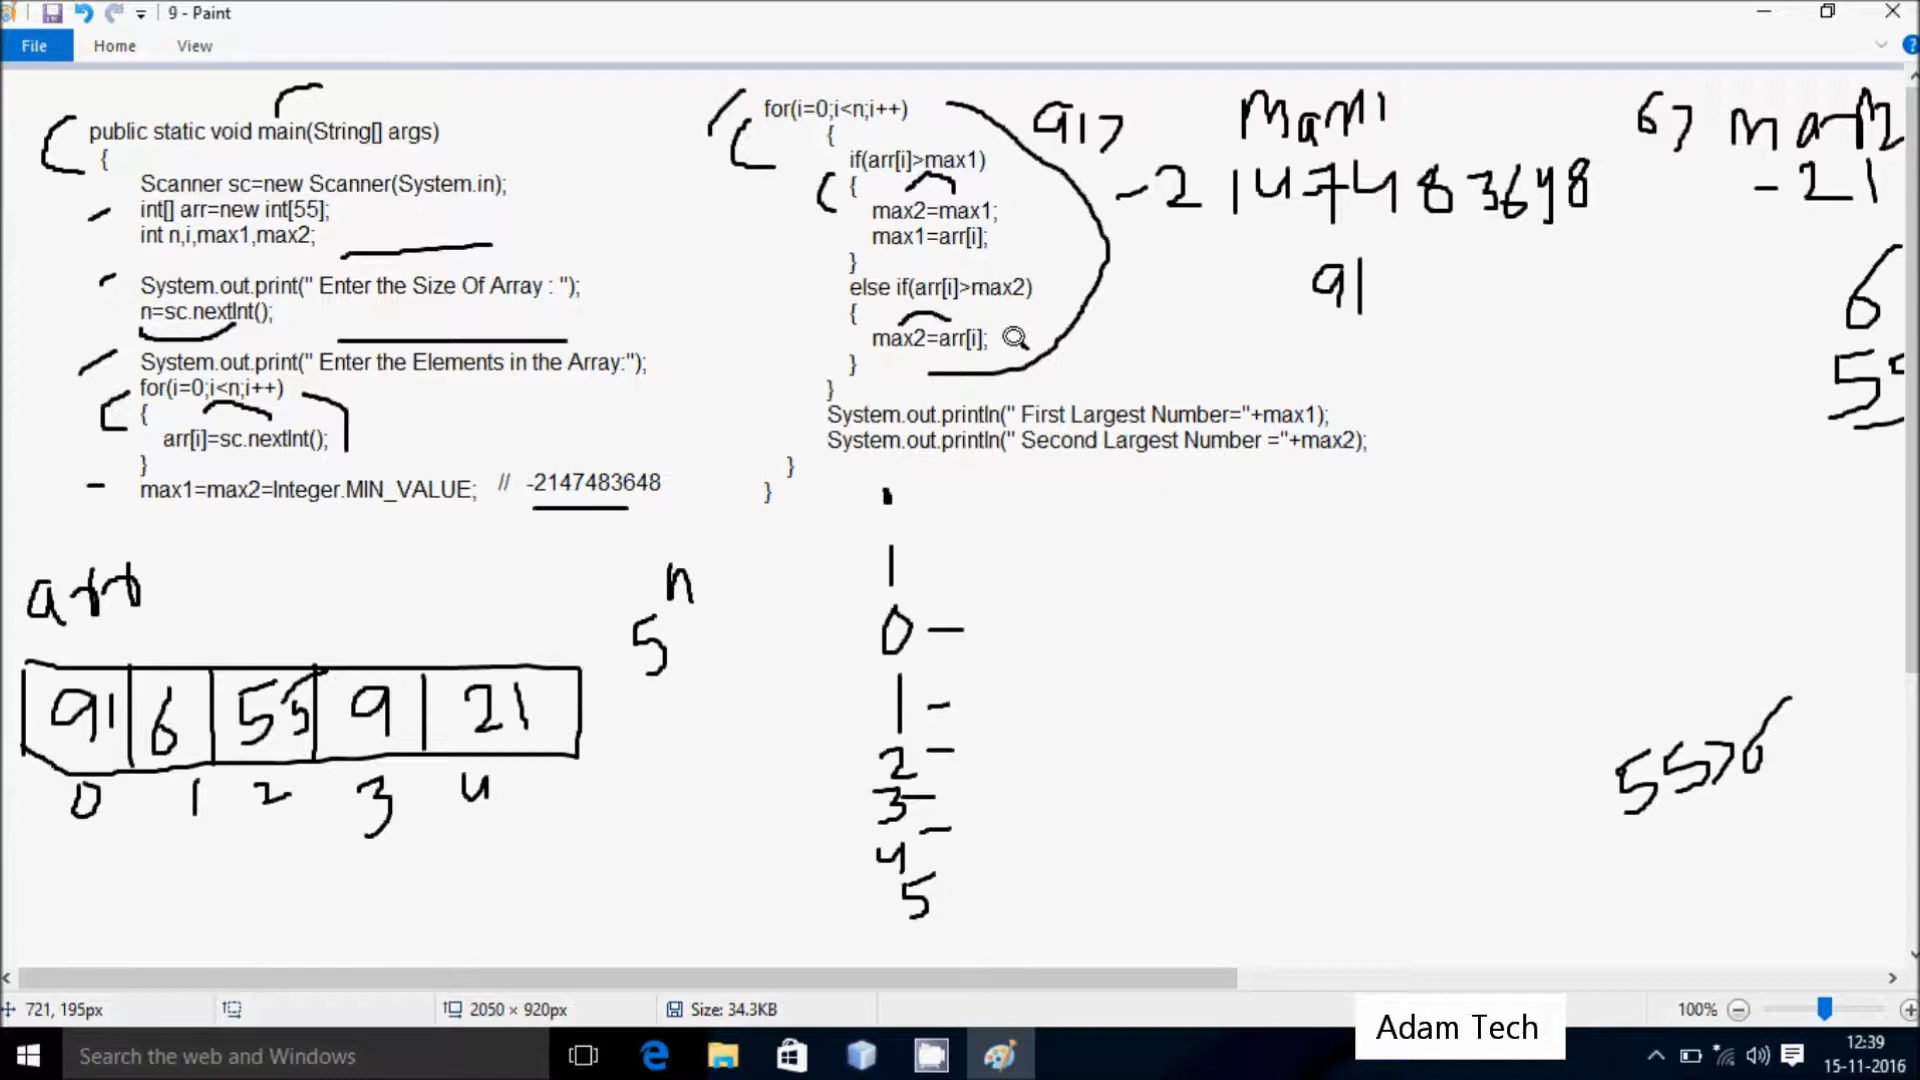 9 - Paint
File Home View
public static void main(String[] args)
{
Scanner sc=new Scanner(System.in);
int[] arr=new int[55];
int n,i,max1,max2;
System.out.print(" Enter the Size Of Array : ");
n=sc.nextInt();
System.out.print(" Enter the Elements in the Array:");
for(i=0;i<n;i++)
{
arr[i]=sc.nextInt();
}
max1=max2=Integer.MIN_VALUE; // -2147483648
for(i=0;i<n;i++)
{
if(arr[i]>max1)
{
max2=max1;
max1=arr[i];
}
else if(arr[i]>max2)
{
max2=arr[i];
}
}
System.out.println(" First Largest Number="+max1);
System.out.println(" Second Largest Number ="+max2);
}
}
91>
-2147483648
91
6>
-21
6
55
arr
n
5
91 6 55 9 21
0 1 2 3 4
i
0 -
1 -
2 -
3 -
4 -
5
55>6
721, 195px
2050 × 920px
Size: 34.3KB
100%
Adam Tech
Search the web and Windows
12:39
15-11-2016